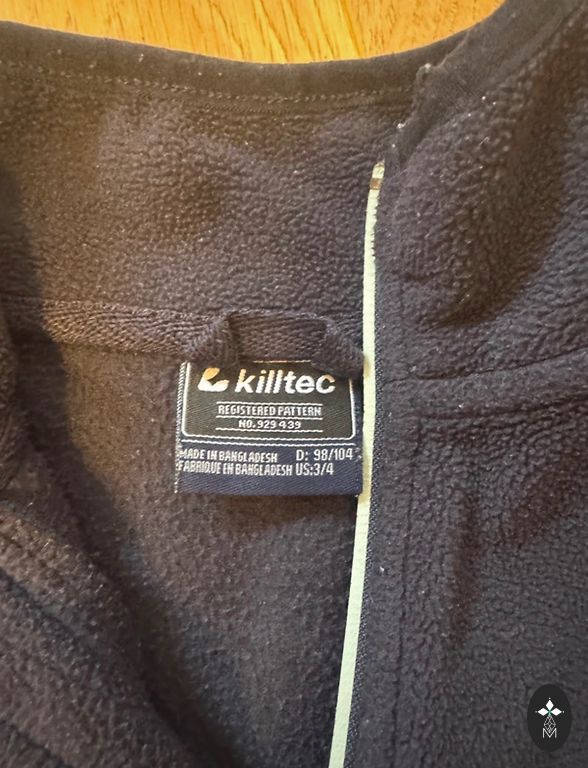 killtec
REGISTERED PATTERN
NO. 929 439
MADE IN BANGLADESH D: 98/104
FABRIQUE EN BANGLADESH US:3/4
M